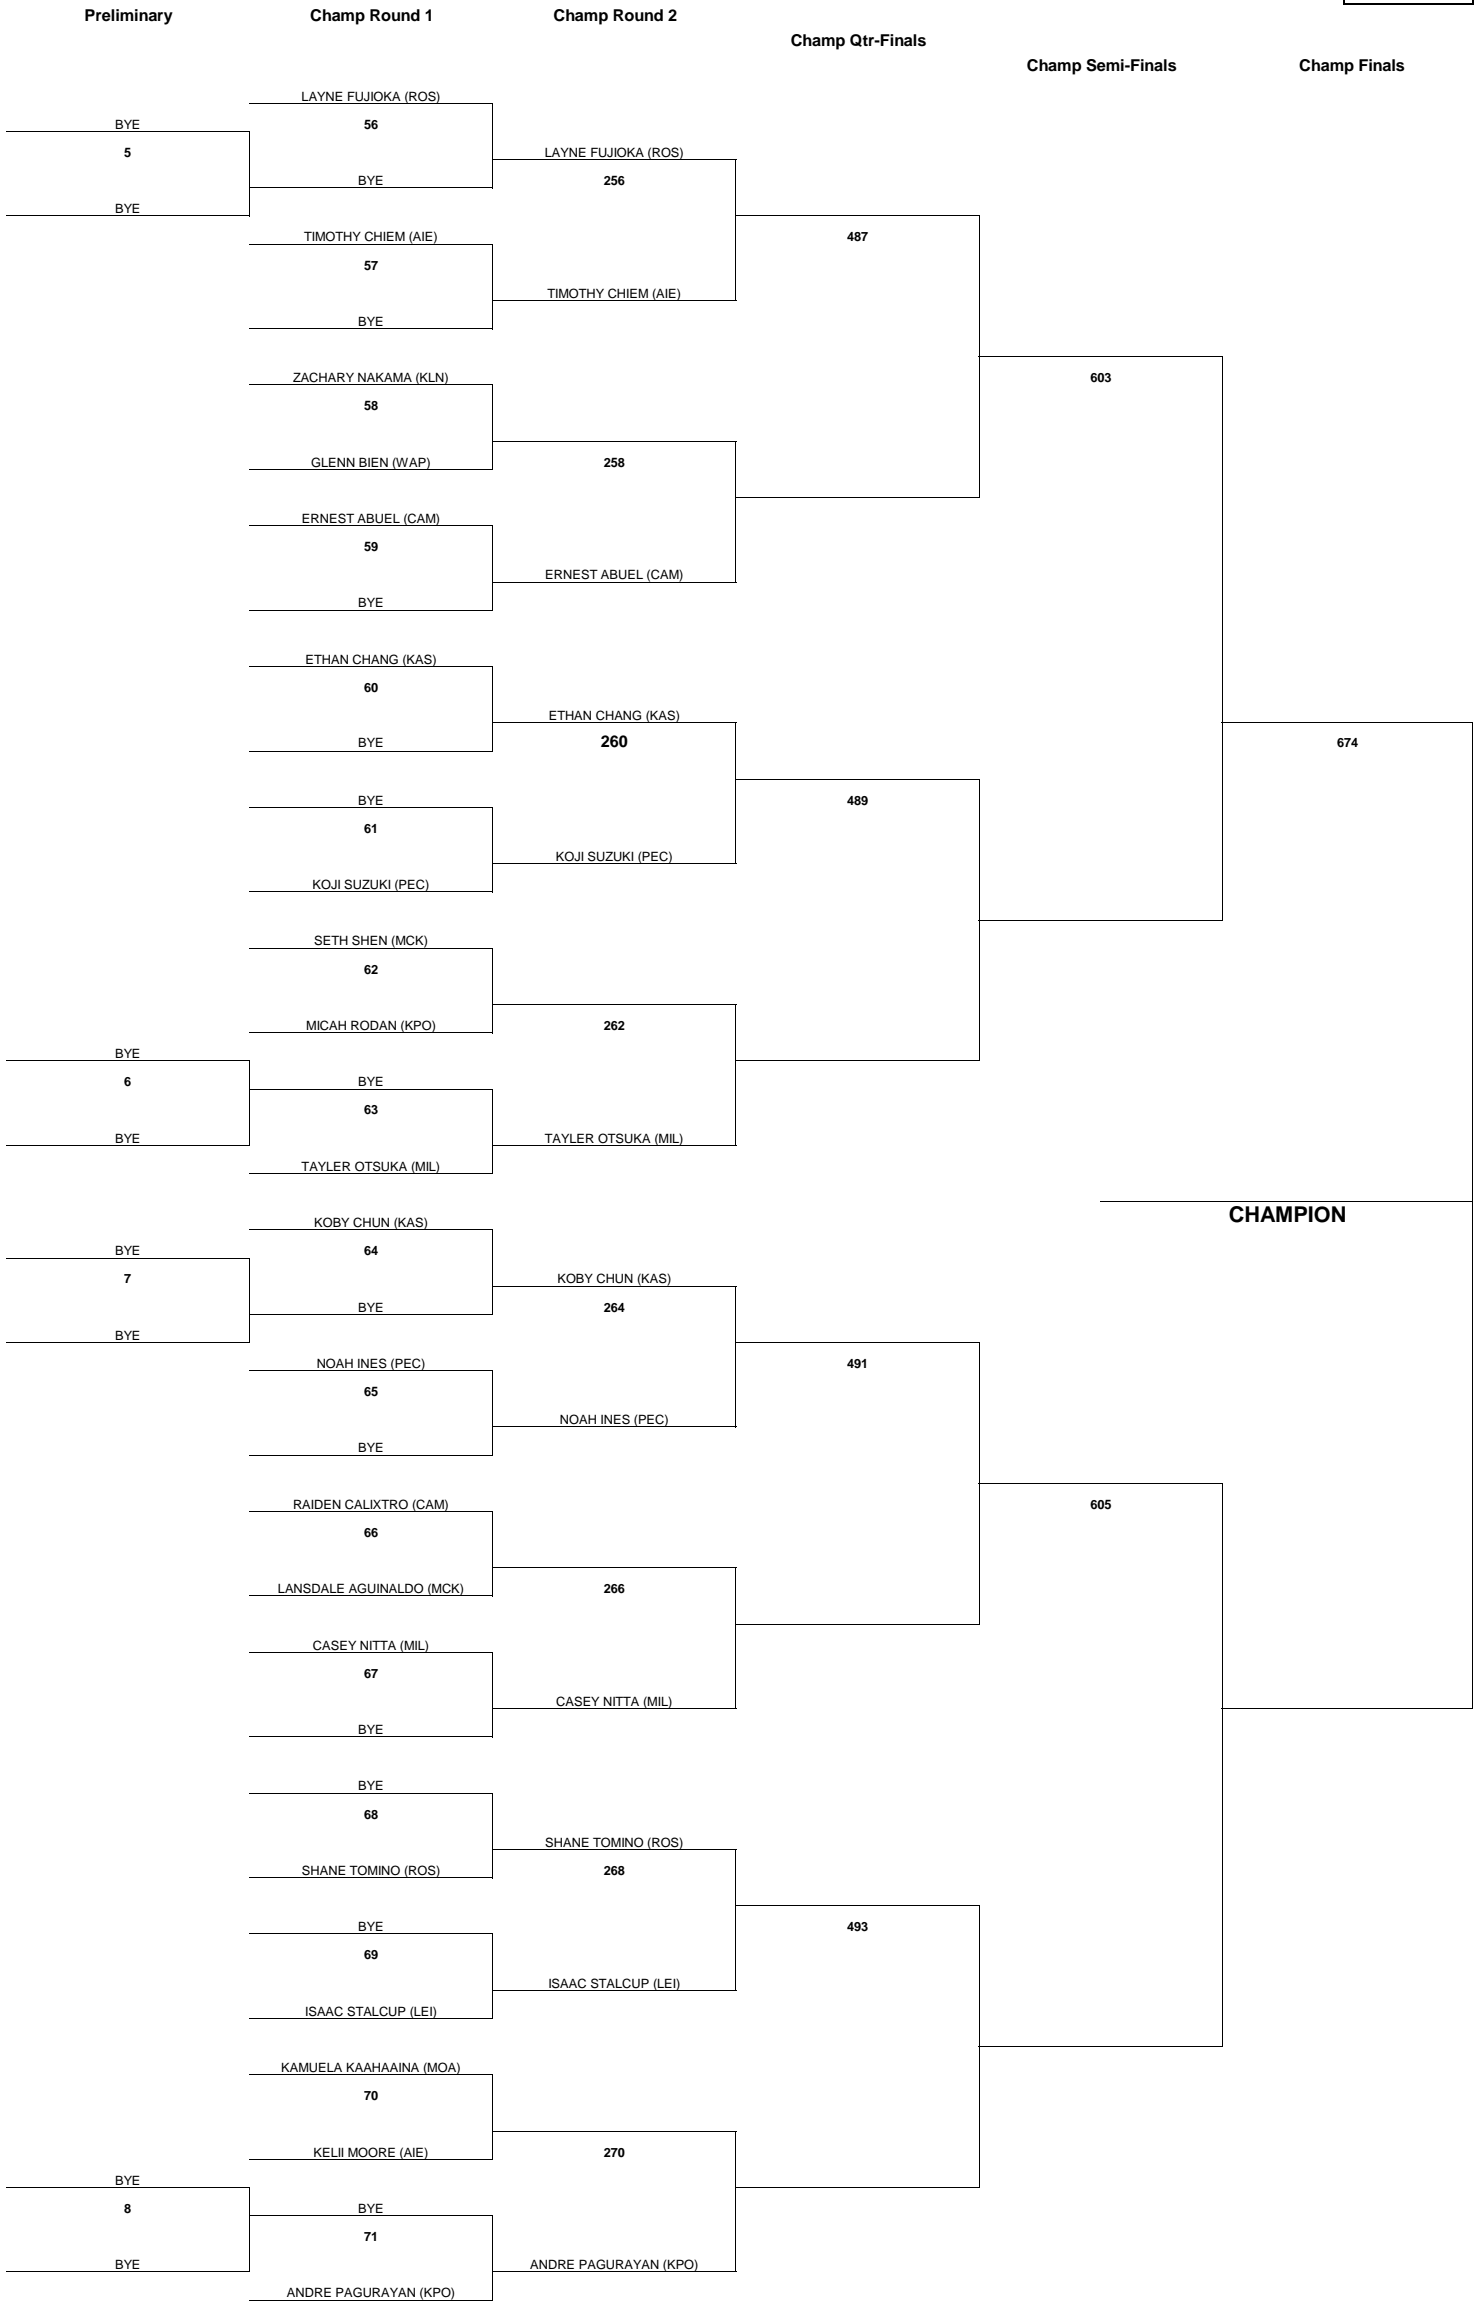 Preliminary Champ Round 1 Champ Round 2
Champ Qtr-Finals
Champ Semi-Finals Champ Finals
LAYNE FUJIOKA (ROS)
BYE 56
5 LAYNE FUJIOKA (ROS)
BYE 256
BYE
TIMOTHY CHIEM (AIE) 487
57
TIMOTHY CHIEM (AIE)
BYE
ZACHARY NAKAMA (KLN) 603
58
GLENN BIEN (WAP) 258
ERNEST ABUEL (CAM)
59
ERNEST ABUEL (CAM)
BYE
ETHAN CHANG (KAS)
60
ETHAN CHANG (KAS)
BYE 260 674
BYE 489
61
KOJI SUZUKI (PEC)
KOJI SUZUKI (PEC)
SETH SHEN (MCK)
62
MICAH RODAN (KPO) 262
BYE
6 BYE
63
BYE TAYLER OTSUKA (MIL)
TAYLER OTSUKA (MIL)
CHAMPION
KOBY CHUN (KAS)
BYE 64
7 KOBY CHUN (KAS)
BYE 264
BYE
NOAH INES (PEC) 491
65
NOAH INES (PEC)
BYE
RAIDEN CALIXTRO (CAM) 605
66
LANSDALE AGUINALDO (MCK) 266
CASEY NITTA (MIL)
67
CASEY NITTA (MIL)
BYE
BYE
68
SHANE TOMINO (ROS)
SHANE TOMINO (ROS) 268
BYE 493
69
ISAAC STALCUP (LEI)
ISAAC STALCUP (LEI)
KAMUELA KAAHAAINA (MOA)
70
KELII MOORE (AIE) 270
BYE
8 BYE
71
BYE ANDRE PAGURAYAN (KPO)
ANDRE PAGURAYAN (KPO)